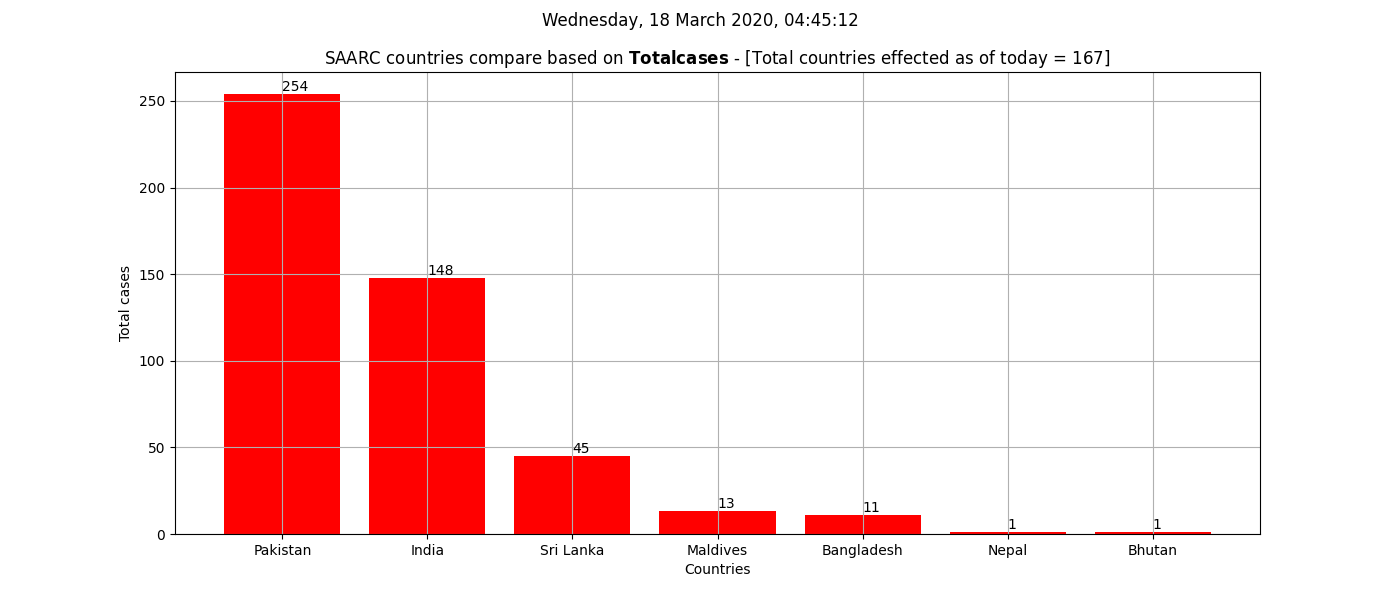 Wednesday, 18 March 2020, 04:45:12
SAARC countries compare based on Totalcases - [Total countries effected as of today = 167]
254
250
200
148
150
Total cases
100
45
50
13
11
1
1
0
Pakistan India Sri Lanka Maldives Bangladesh Nepal Bhutan
Countries